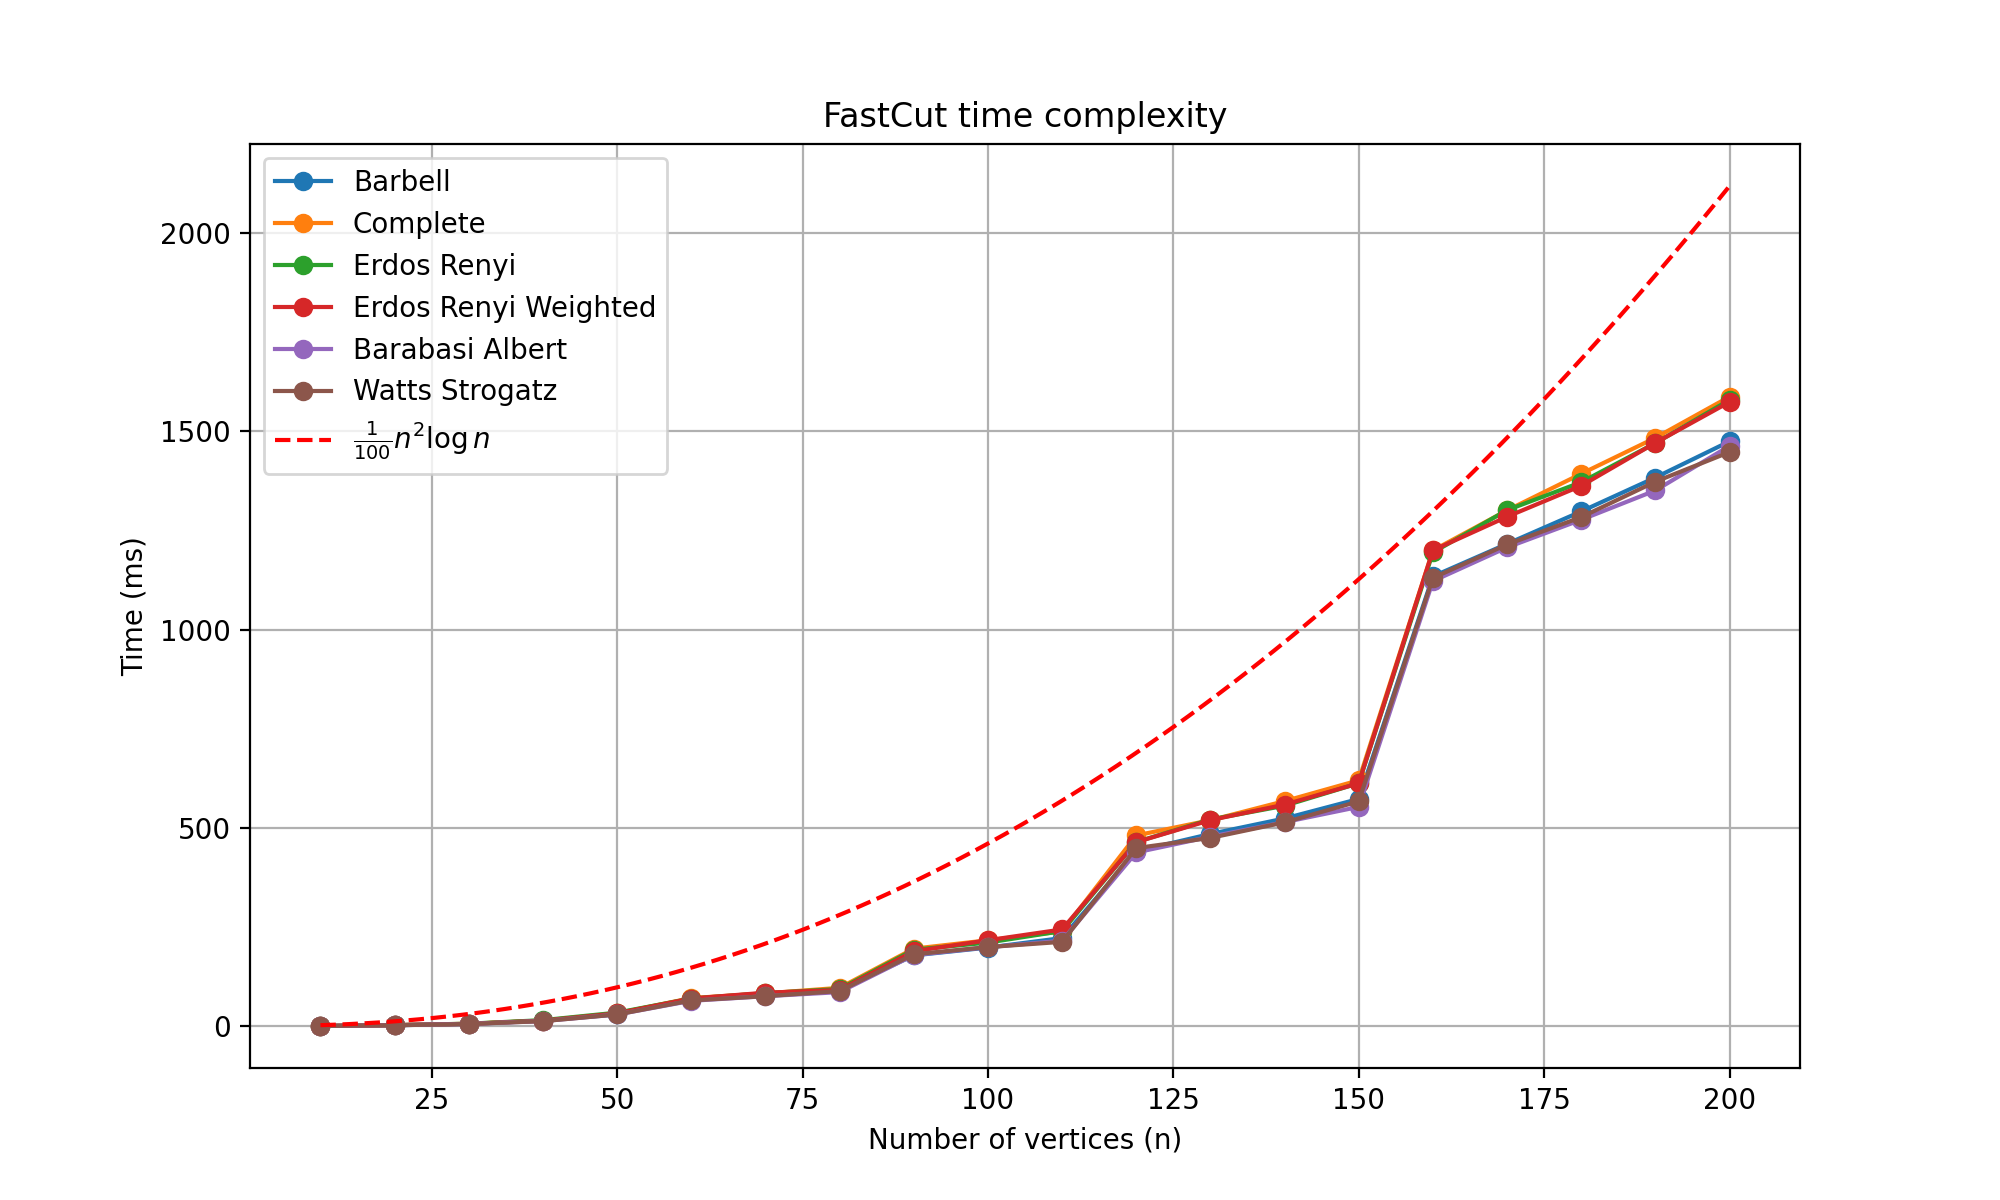 FastCut time complexity
Barbell
Complete
Erdos Renyi
Erdos Renyi Weighted
Barabasi Albert
Watts Strogatz
1/100 n² log n
2000
1500
1000
500
0
Time (ms)
25 50 75 100 125 150 175 200
Number of vertices (n)